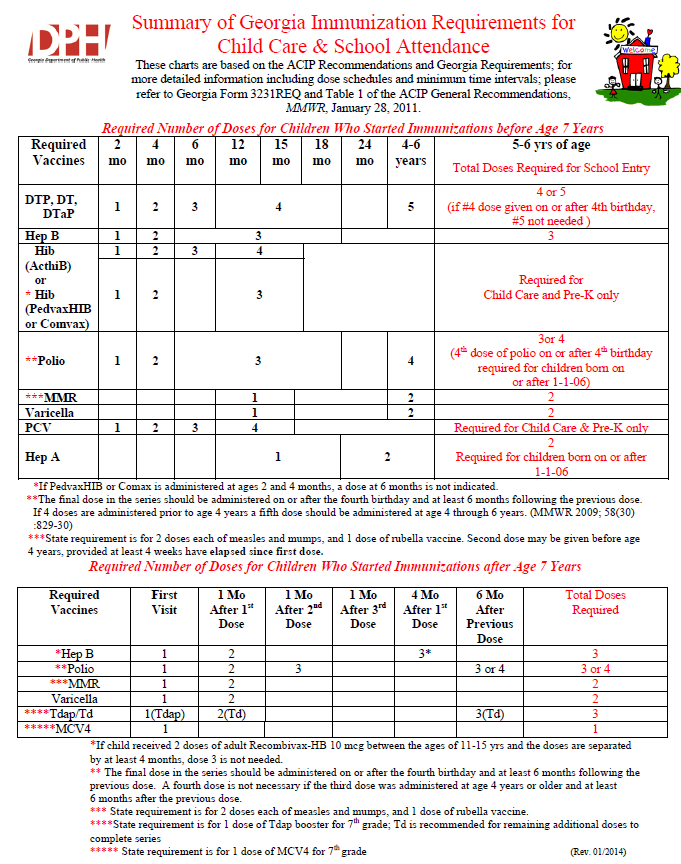 DPH
Georgia Department of Public Health
Summary of Georgia Immunization Requirements for
Child Care & School Attendance
These charts are based on the ACIP Recommendations and Georgia Requirements; for
more detailed information including dose schedules and minimum time intervals; please
refer to Georgia Form 3231REQ and Table 1 of the ACIP General Recommendations,
MMWR, January 28, 2011.
Welcome
Required Number of Doses for Children Who Started Immunizations before Age 7 Years
Required Vaccines 2 mo 4 mo 6 mo 12 mo 15 mo 18 mo 24 mo 4-6 years 5-6 yrs of age
Total Doses Required for School Entry
DTP, DT, DTaP 1 2 3 4 5 4 or 5
(if #4 dose given on or after 4th birthday,
#5 not needed )
Hep B 1 2 3 3
Hib (ActhiB) 1 2 3 4
or
* Hib (PedvaxHIB or Comvax) 1 2 3
Required for
Child Care and Pre-K only
**Polio 1 2 3 4 3or 4
(4th dose of polio on or after 4th birthday
required for children born on
or after 1-1-06)
***MMR 1 2 2
Varicella 1 2 2
PCV 1 2 3 4 Required for Child Care & Pre-K only
Hep A 1 2 2
Required for children born on or after
1-1-06
*If PedvaxHIB or Comax is administered at ages 2 and 4 months, a dose at 6 months is not indicated.
**The final dose in the series should be administered on or after the fourth birthday and at least 6 months following the previous dose.
If 4 doses are administered prior to age 4 years a fifth dose should be administered at age 4 through 6 years. (MMWR 2009; 58(30)
:829-30)
***State requirement is for 2 doses each of measles and mumps, and 1 dose of rubella vaccine. Second dose may be given before age
4 years, provided at least 4 weeks have elapsed since first dose.
Required Number of Doses for Children Who Started Immunizations after Age 7 Years
Required Vaccines First Visit 1 Mo After 1st Dose 1 Mo After 2nd Dose 1 Mo After 3rd Dose 4 Mo After 1st Dose 6 Mo After Previous Dose Total Doses Required
*Hep B 1 2 3* 3
**Polio 1 2 3 3 or 4 3 or 4
***MMR 1 2 2
Varicella 1 2 2
****Tdap/Td 1(Tdap) 2(Td) 3(Td) 3
*****MCV4 1 1
*If child received 2 doses of adult Recombivax-HB 10 mcg between the ages of 11-15 yrs and the doses are separated
by at least 4 months, dose 3 is not needed.
** The final dose in the series should be administered on or after the fourth birthday and at least 6 months following the
previous dose. A fourth dose is not necessary if the third dose was administered at age 4 years or older and at least
6 months after the previous dose.
*** State requirement is for 2 doses each of measles and mumps, and 1 dose of rubella vaccine.
****State requirement is for 1 dose of Tdap booster for 7th grade; Td is recommended for remaining additional doses to
complete series
***** State requirement is for 1 dose of MCV4 for 7th grade (Rev. 01/2014)